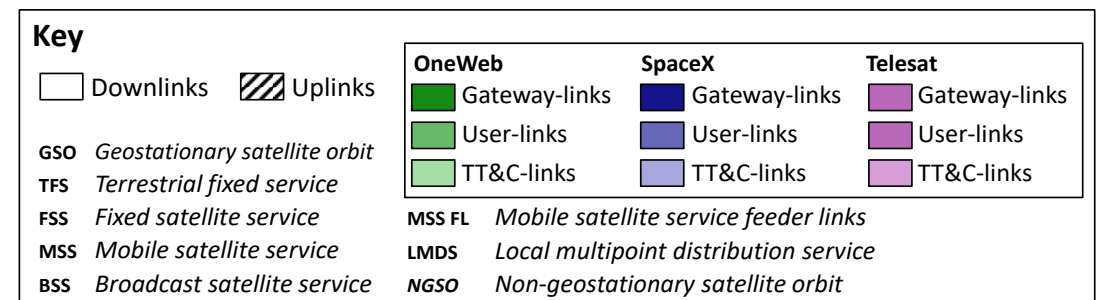 Key
Downlinks Uplinks
OneWeb SpaceX Telesat
Gateway-links Gateway-links Gateway-links
User-links User-links User-links
TT&C-links TT&C-links TT&C-links
GSO Geostationary satellite orbit
TFS Terrestrial fixed service
FSS Fixed satellite service
MSS Mobile satellite service
BSS Broadcast satellite service
MSS FL Mobile satellite service feeder links
LMDS Local multipoint distribution service
NGSO Non-geostationary satellite orbit